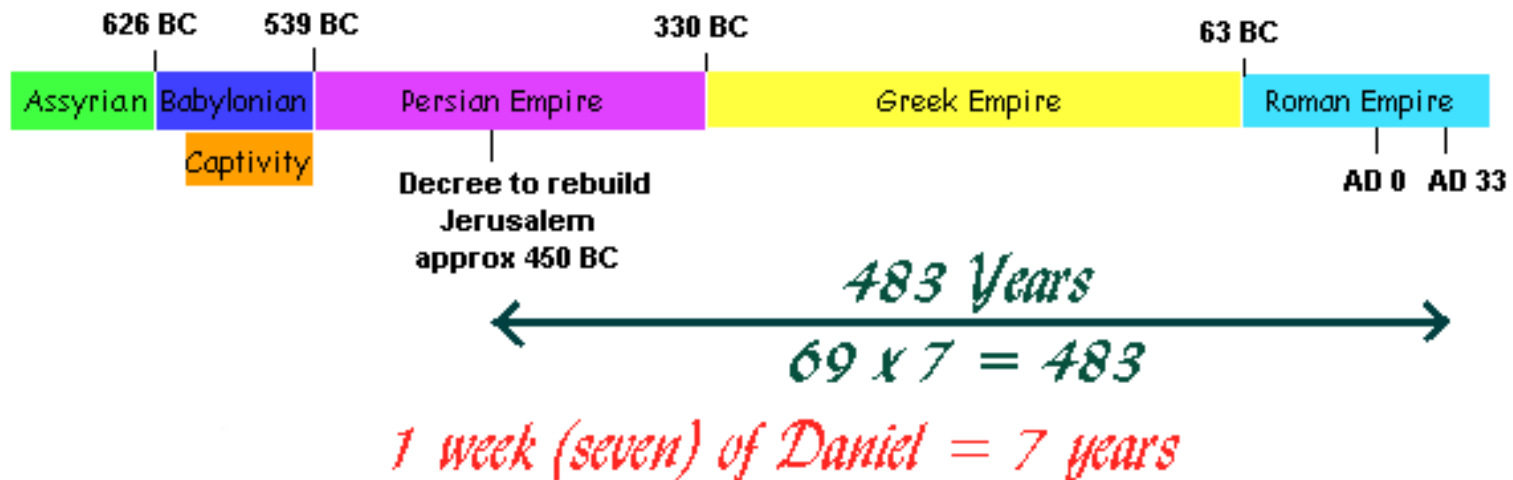 626 BC 539 BC 330 BC 63 BC
Assyrian Babylonian Persian Empire Greek Empire Roman Empire
Captivity
Decree to rebuild
Jerusalem
approx 450 BC
AD 0 AD 33
483 Years
69 x 7 = 483
1 week (seven) of Daniel = 7 years